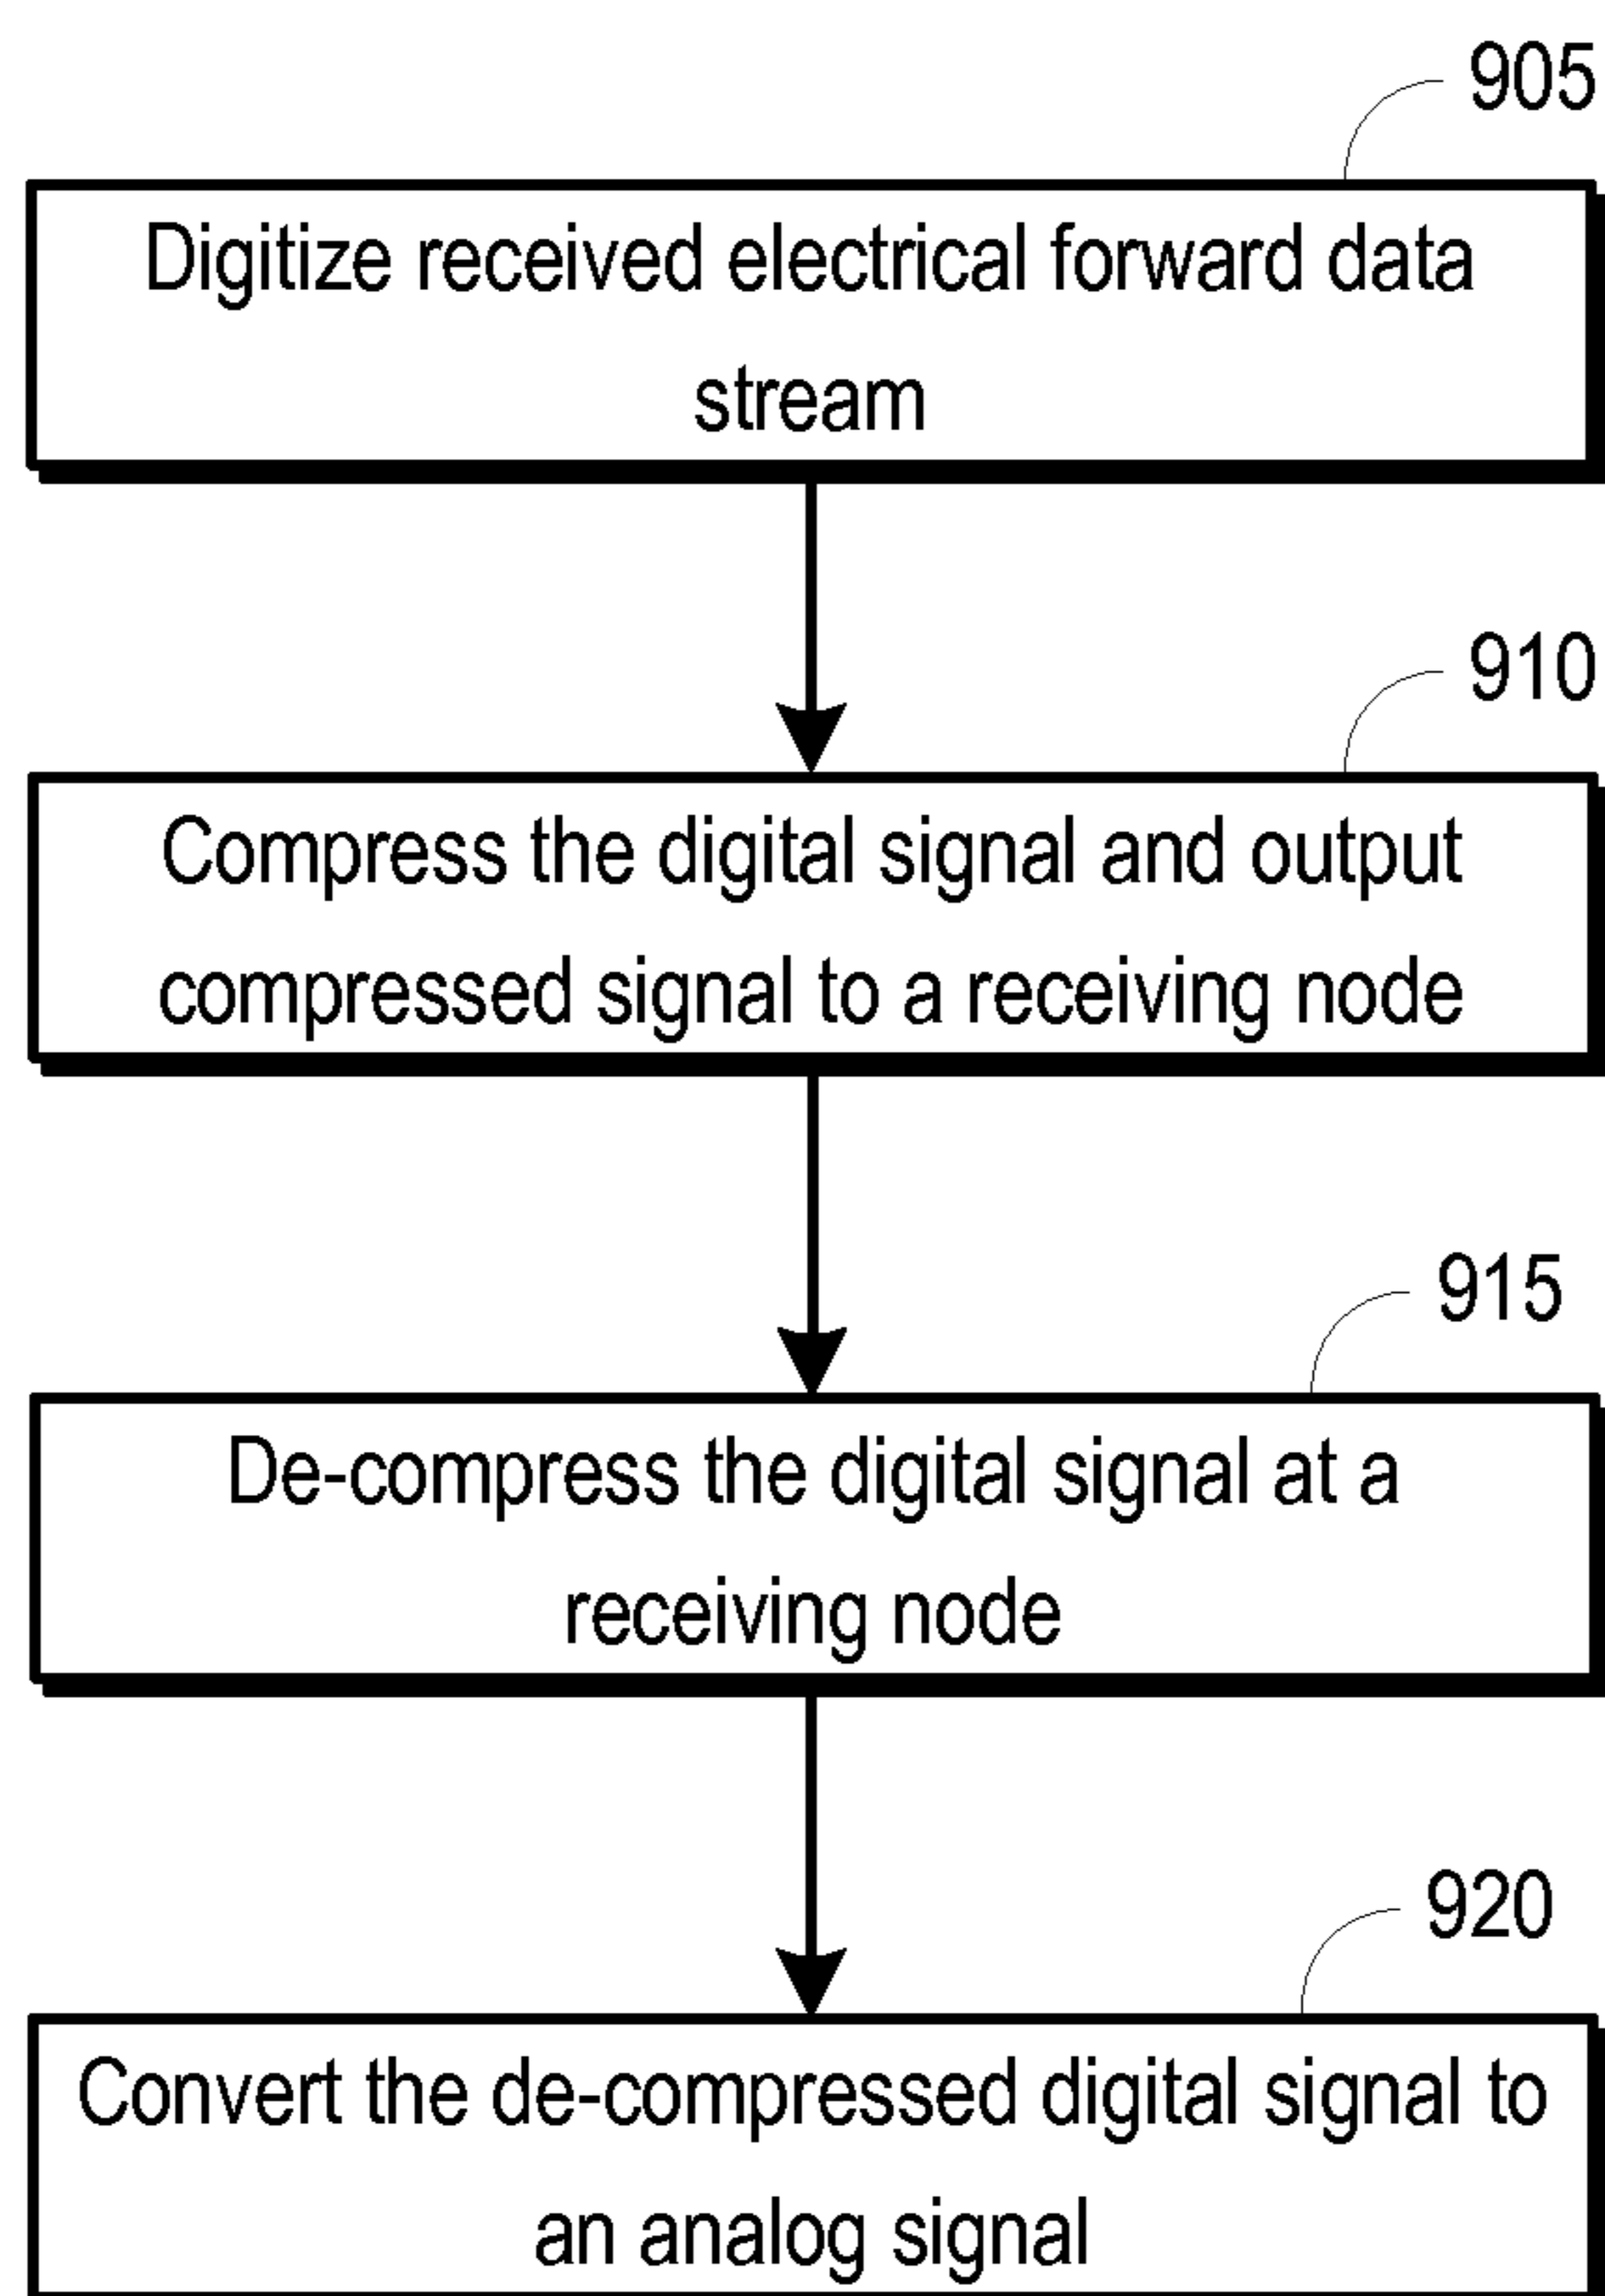 905
Digitize received electrical forward data
stream
910
Compress the digital signal and output
compressed signal to a receiving node
915
De-compress the digital signal at a
receiving node
920
Convert the de-compressed digital signal to
an analog signal